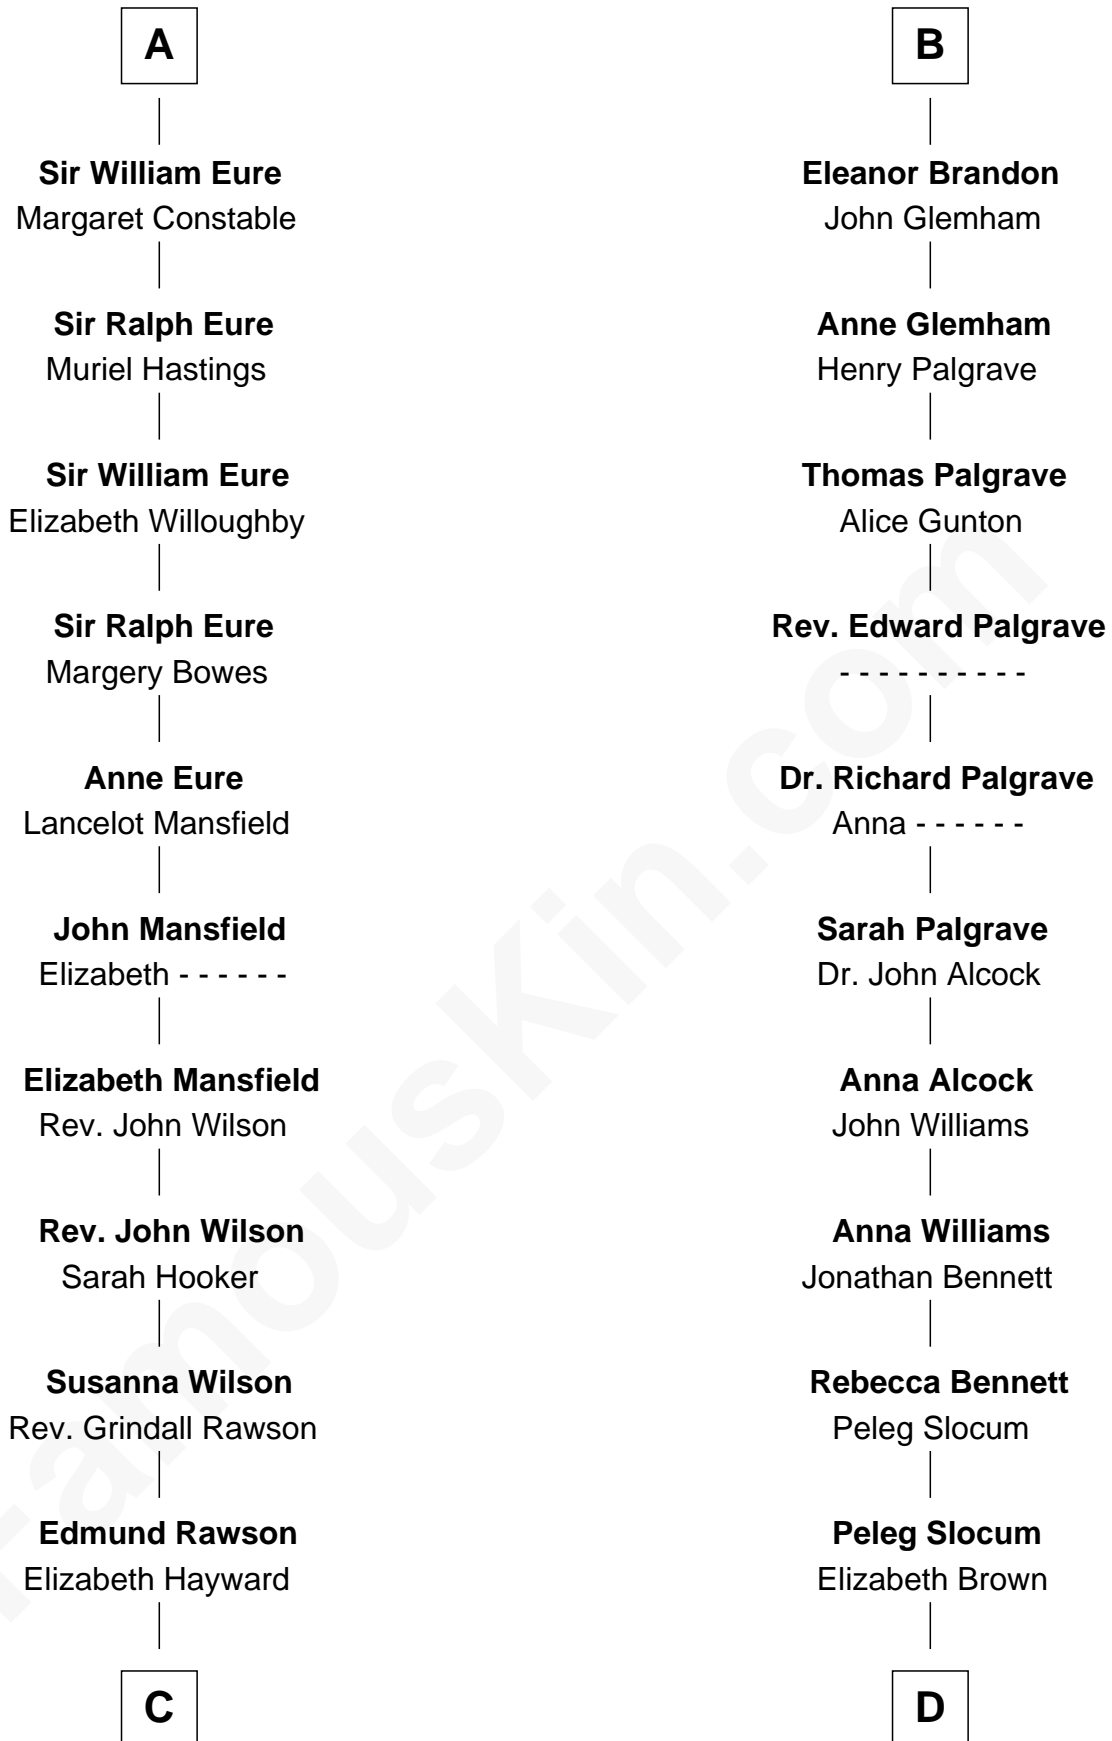 A
Sir William Eure
Margaret Constable
Sir Ralph Eure
Muriel Hastings
Sir William Eure
Elizabeth Willoughby
Sir Ralph Eure
Margery Bowes
Anne Eure
Lancelot Mansfield
John Mansfield
Elizabeth - - - - - -
Elizabeth Mansfield
Rev. John Wilson
Rev. John Wilson
Sarah Hooker
Susanna Wilson
Rev. Grindall Rawson
Edmund Rawson
Elizabeth Hayward
C
B
Eleanor Brandon
John Glemham
Anne Glemham
Henry Palgrave
Thomas Palgrave
Alice Gunton
Rev. Edward Palgrave
- - - - - - - - - -
Dr. Richard Palgrave
Anna - - - - - -
Sarah Palgrave
Dr. John Alcock
Anna Alcock
John Williams
Anna Williams
Jonathan Bennett
Rebecca Bennett
Peleg Slocum
Peleg Slocum
Elizabeth Brown
D
FamousKin.com